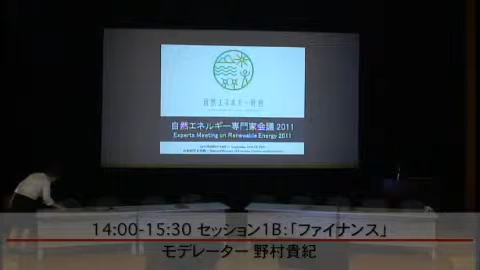 自然エネルギー財団
自然エネルギー専門家会議 2011
Experts Meeting on Renewable Energy 2011
14:00-15:30 セッション1B:「ファイナンス」
モデレーター 野村貴紀